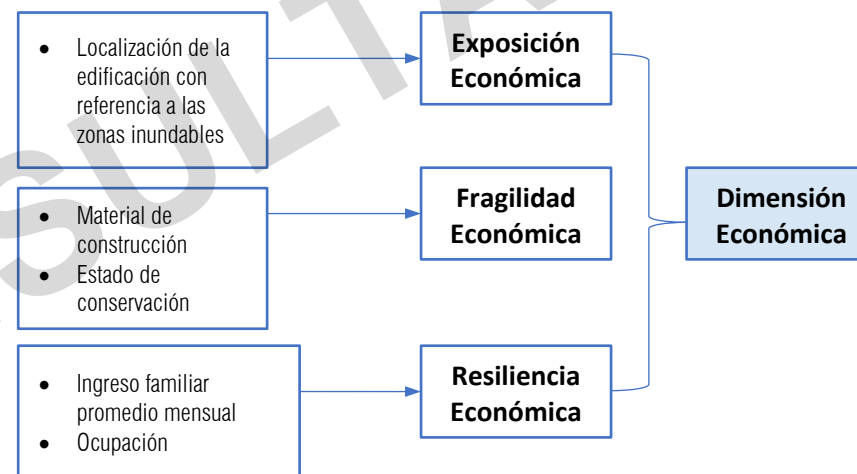 • Localización de la
edificación con
referencia a las
zonas inundables
Exposición
Económica
• Material de
construcción
• Estado de
conservación
Fragilidad
Económica
Dimensión
Económica
• Ingreso familiar
promedio mensual
• Ocupación
Resiliencia
Económica
SULTA